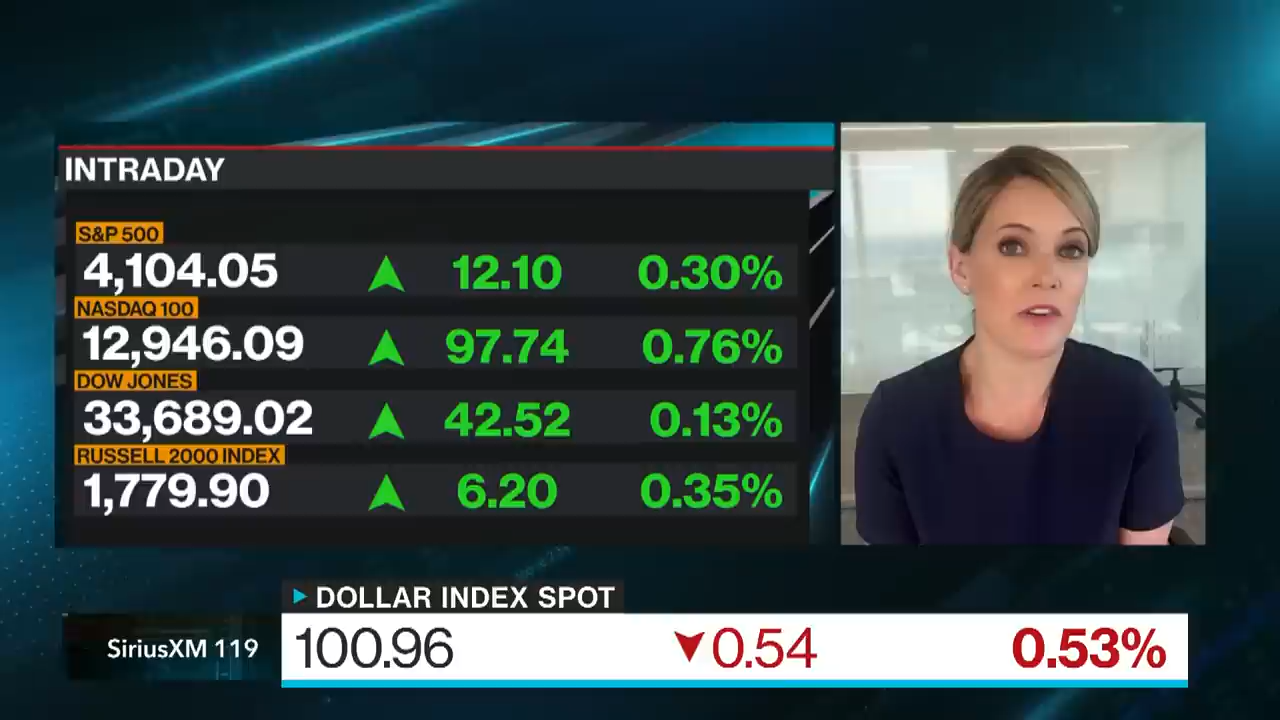 INTRADAY
S&P 500
4,104.05 ▲ 12.10 0.30%
NASDAQ 100
12,946.09 ▲ 97.74 0.76%
DOW JONES
33,689.02 ▲ 42.52 0.13%
RUSSELL 2000 INDEX
1,779.90 ▲ 6.20 0.35%
DOLLAR INDEX SPOT
SiriusXM 119
100.96 ▼0.54 0.53%